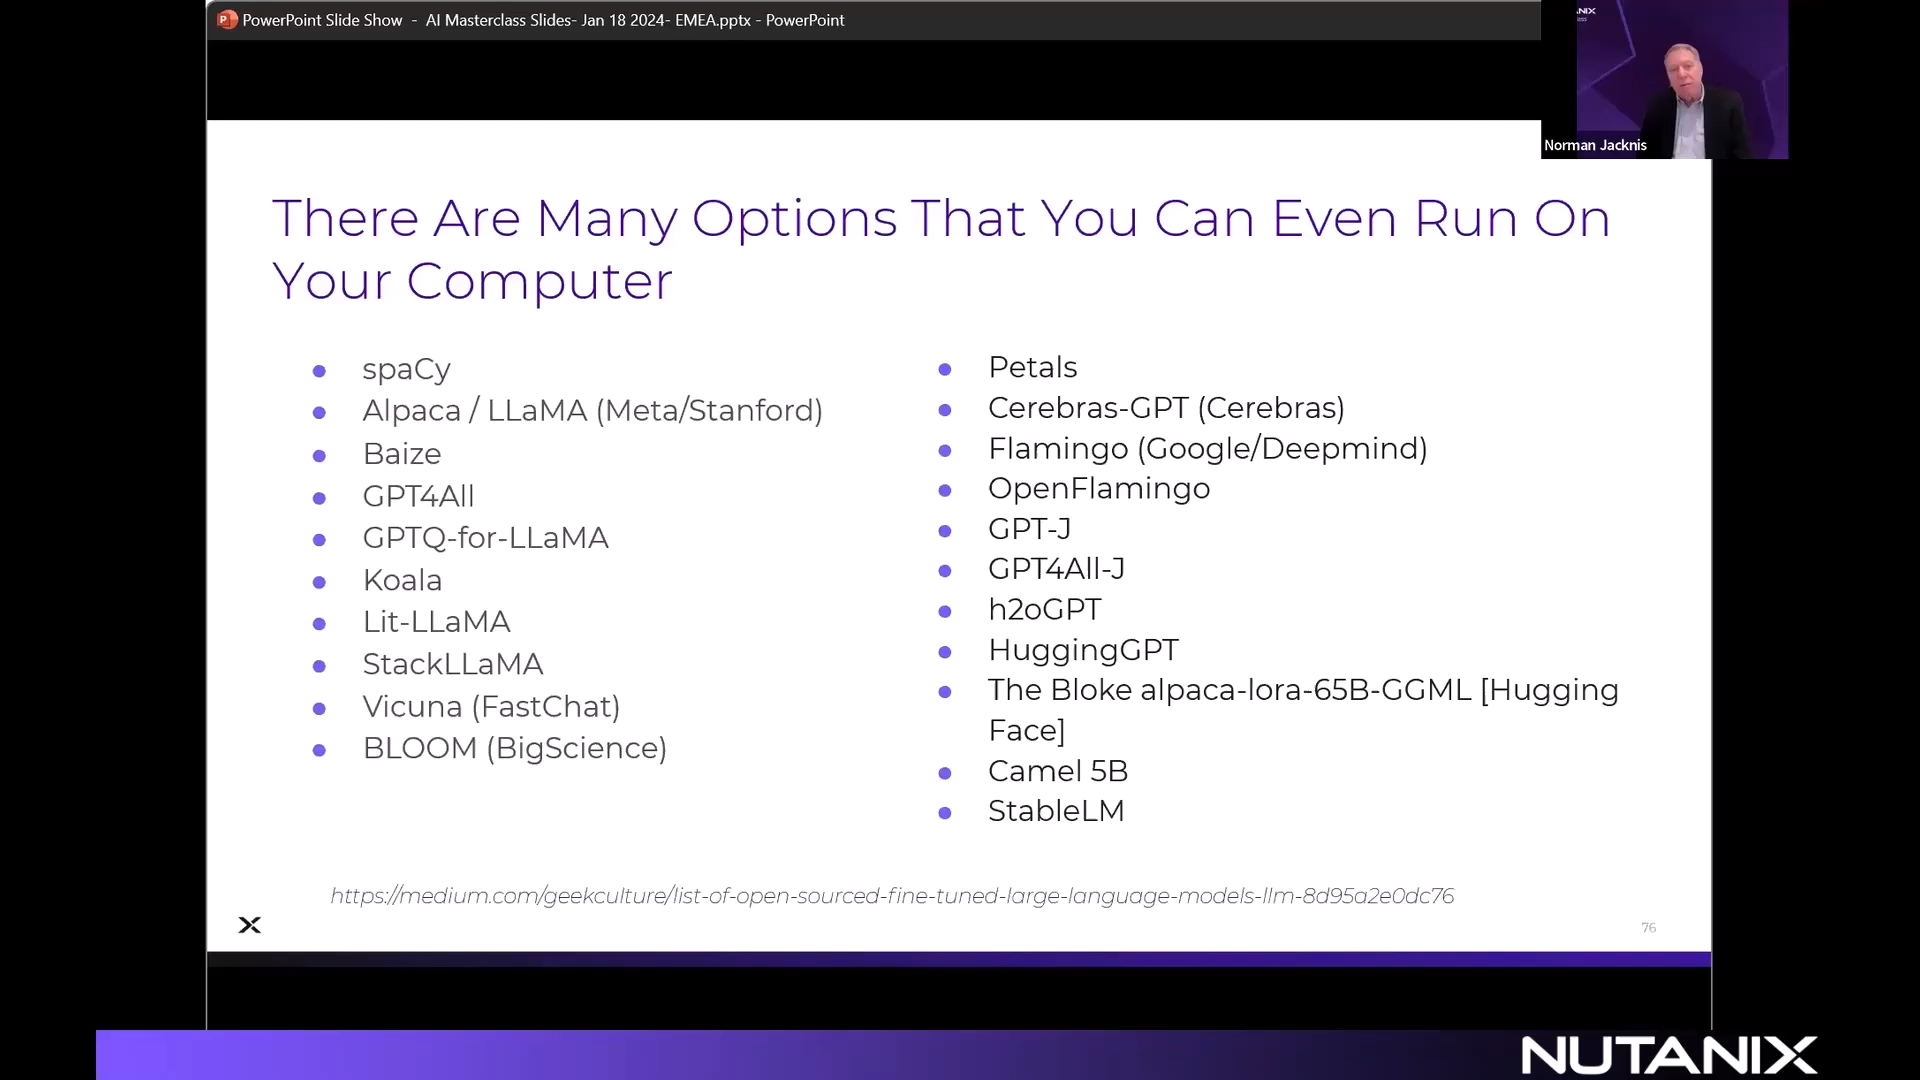 PowerPoint Slide Show - AI Masterclass Slides- Jan 18 2024- EMEA.pptx - PowerPoint
Norman Jacknis
There Are Many Options That You Can Even Run On
Your Computer
spaCy
Alpaca / LLaMA (Meta/Stanford)
Baize
GPT4All
GPTQ-for-LLaMA
Koala
Lit-LLaMA
StackLLaMA
Vicuna (FastChat)
BLOOM (BigScience)
Petals
Cerebras-GPT (Cerebras)
Flamingo (Google/Deepmind)
OpenFlamingo
GPT-J
GPT4All-J
h2oGPT
HuggingGPT
The Bloke alpaca-lora-65B-GGML [Hugging
Face]
Camel 5B
StableLM
https://medium.com/geekculture/list-of-open-sourced-fine-tuned-large-language-models-llm-8d95a2e0dc76
76
NUTANIX